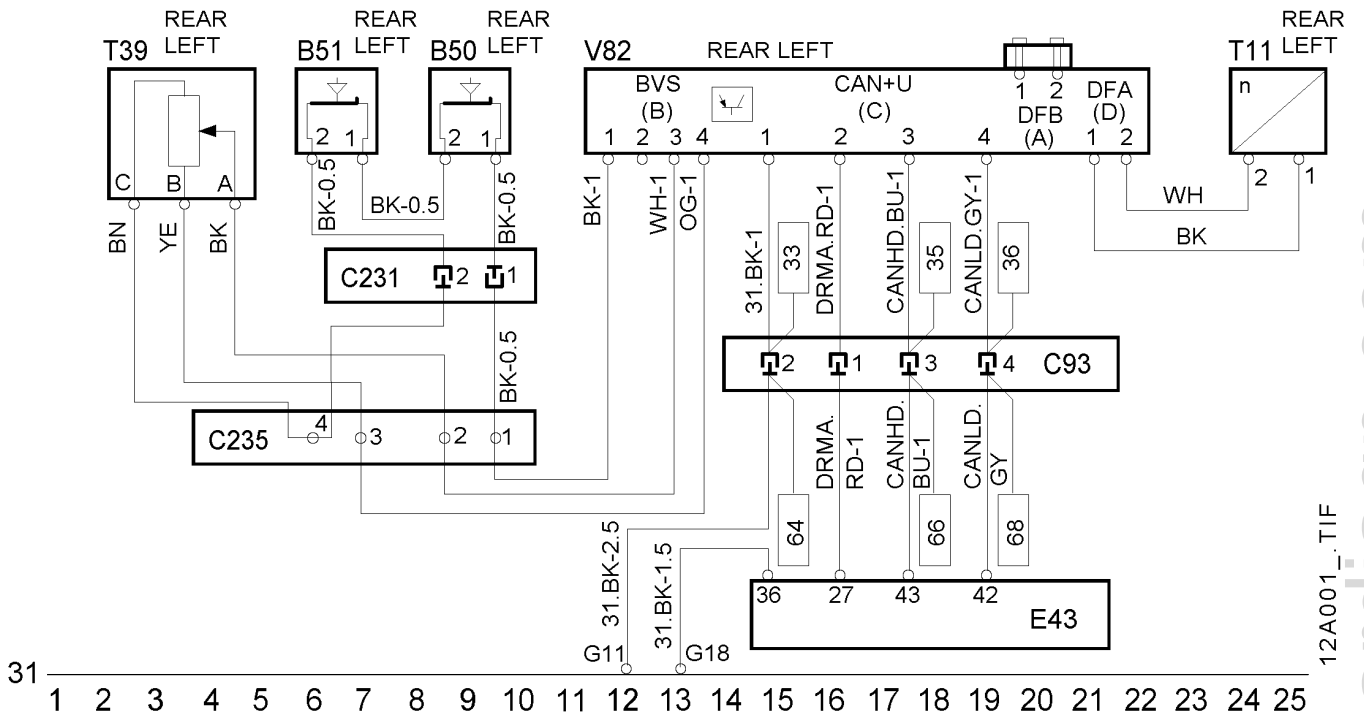 REAR
LEFT
T39
REAR
LEFT
B51
REAR
LEFT
B50
V82
REAR LEFT
REAR
LEFT
T11
BVS
(B)
CAN+U
(C)
1 2
DFB
(A)
DFA
(D)
n
2 1
2 1
1 2 3 4
1 2 3 4
1 2
C B A
2 1
BN
YE
BK
BK-0.5
BK-0.5
BK-0.5
BK-1
WH-1
OG-1
31.BK-1
33
DRMA.RD-1
CANHD.BU-1
35
CANLD.GY-1
36
WH
BK
C231
2 1
BK-0.5
2 1 3 4
C93
C235
4 3 2 1
DRMA.
RD-1
CANHD.
BU-1
CANLD.
GY
64
66
68
31.BK-2.5
31.BK-1.5
36 27 43 42
E43
G11
G18
12A001_.TIF
31
1 2 3 4 5 6 7 8 9 10 11 12 13 14 15 16 17 18 19 20 21 22 23 24 25